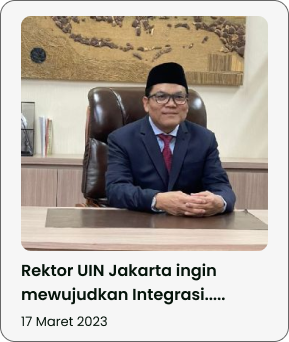 Rektor UIN Jakarta ingin
mewujudkan Integrasi.....
17 Maret 2023